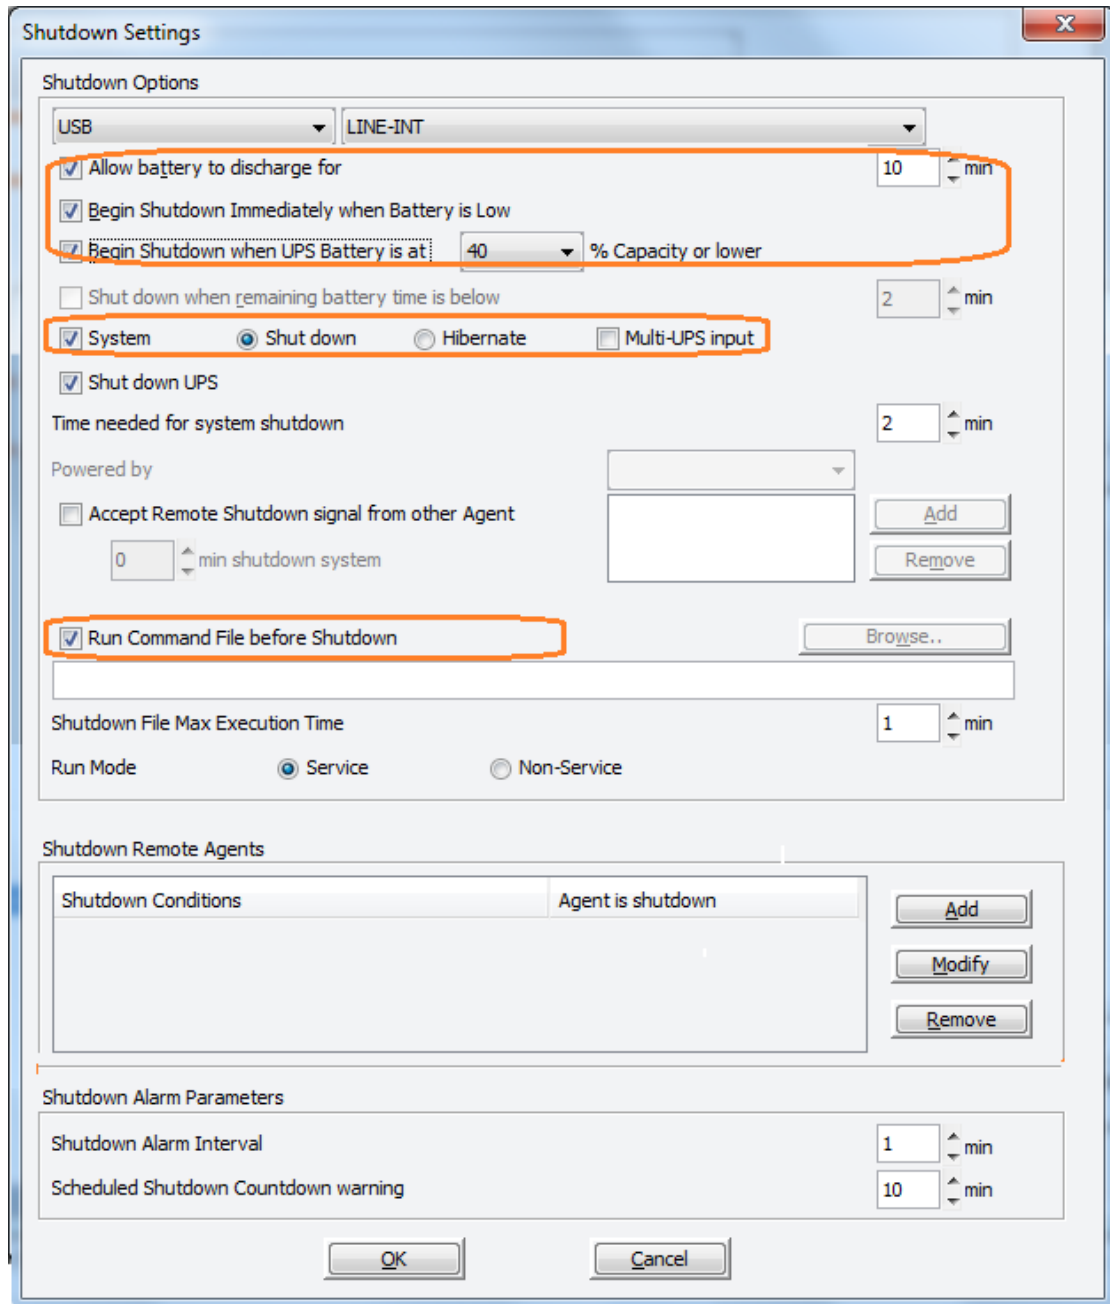 Shutdown Settings
Shutdown Options
USB LINE-INT
Allow battery to discharge for 10 min
Begin Shutdown Immediately when Battery is Low
Begin Shutdown when UPS Battery is at 40 % Capacity or lower
Shut down when remaining battery time is below 2 min
System Shut down Hibernate Multi-UPS input
Shut down UPS
Time needed for system shutdown 2 min
Powered by
Accept Remote Shutdown signal from other Agent Add
0 min shutdown system Remove
Run Command File before Shutdown Browse..
Shutdown File Max Execution Time 1 min
Run Mode Service Non-Service
Shutdown Remote Agents
Shutdown Conditions Agent is shutdown
Add
Modify
Remove
Shutdown Alarm Parameters
Shutdown Alarm Interval 1 min
Scheduled Shutdown Countdown warning 10 min
OK Cancel